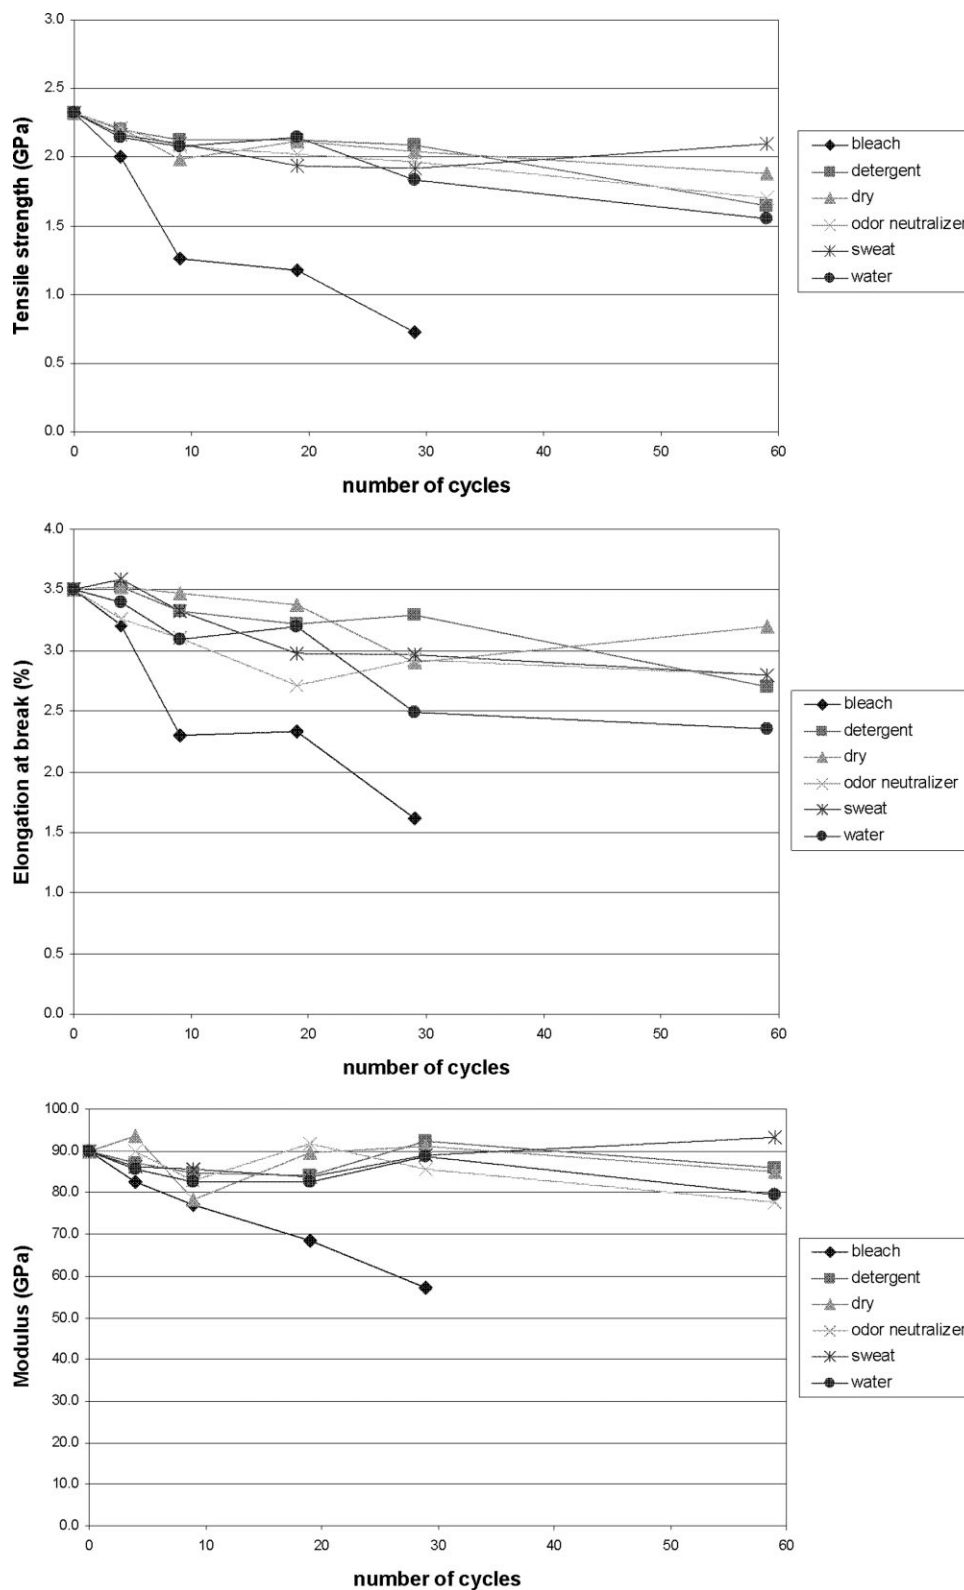 3.0
2.5
2.0
1.5
1.0
0.5
0.0
Tensile strength (GPa)
0 10 20 30 40 50 60
number of cycles
bleach
detergent
dry
odor neutralizer
sweat
water
4.0
3.5
3.0
2.5
2.0
1.5
1.0
0.5
0.0
Elongation at break (%)
0 10 20 30 40 50 60
number of cycles
bleach
detergent
dry
odor neutralizer
sweat
water
100.0
90.0
80.0
70.0
60.0
50.0
40.0
30.0
20.0
10.0
0.0
Modulus (GPa)
0 10 20 30 40 50 60
number of cycles
bleach
detergent
dry
odor neutralizer
sweat
water